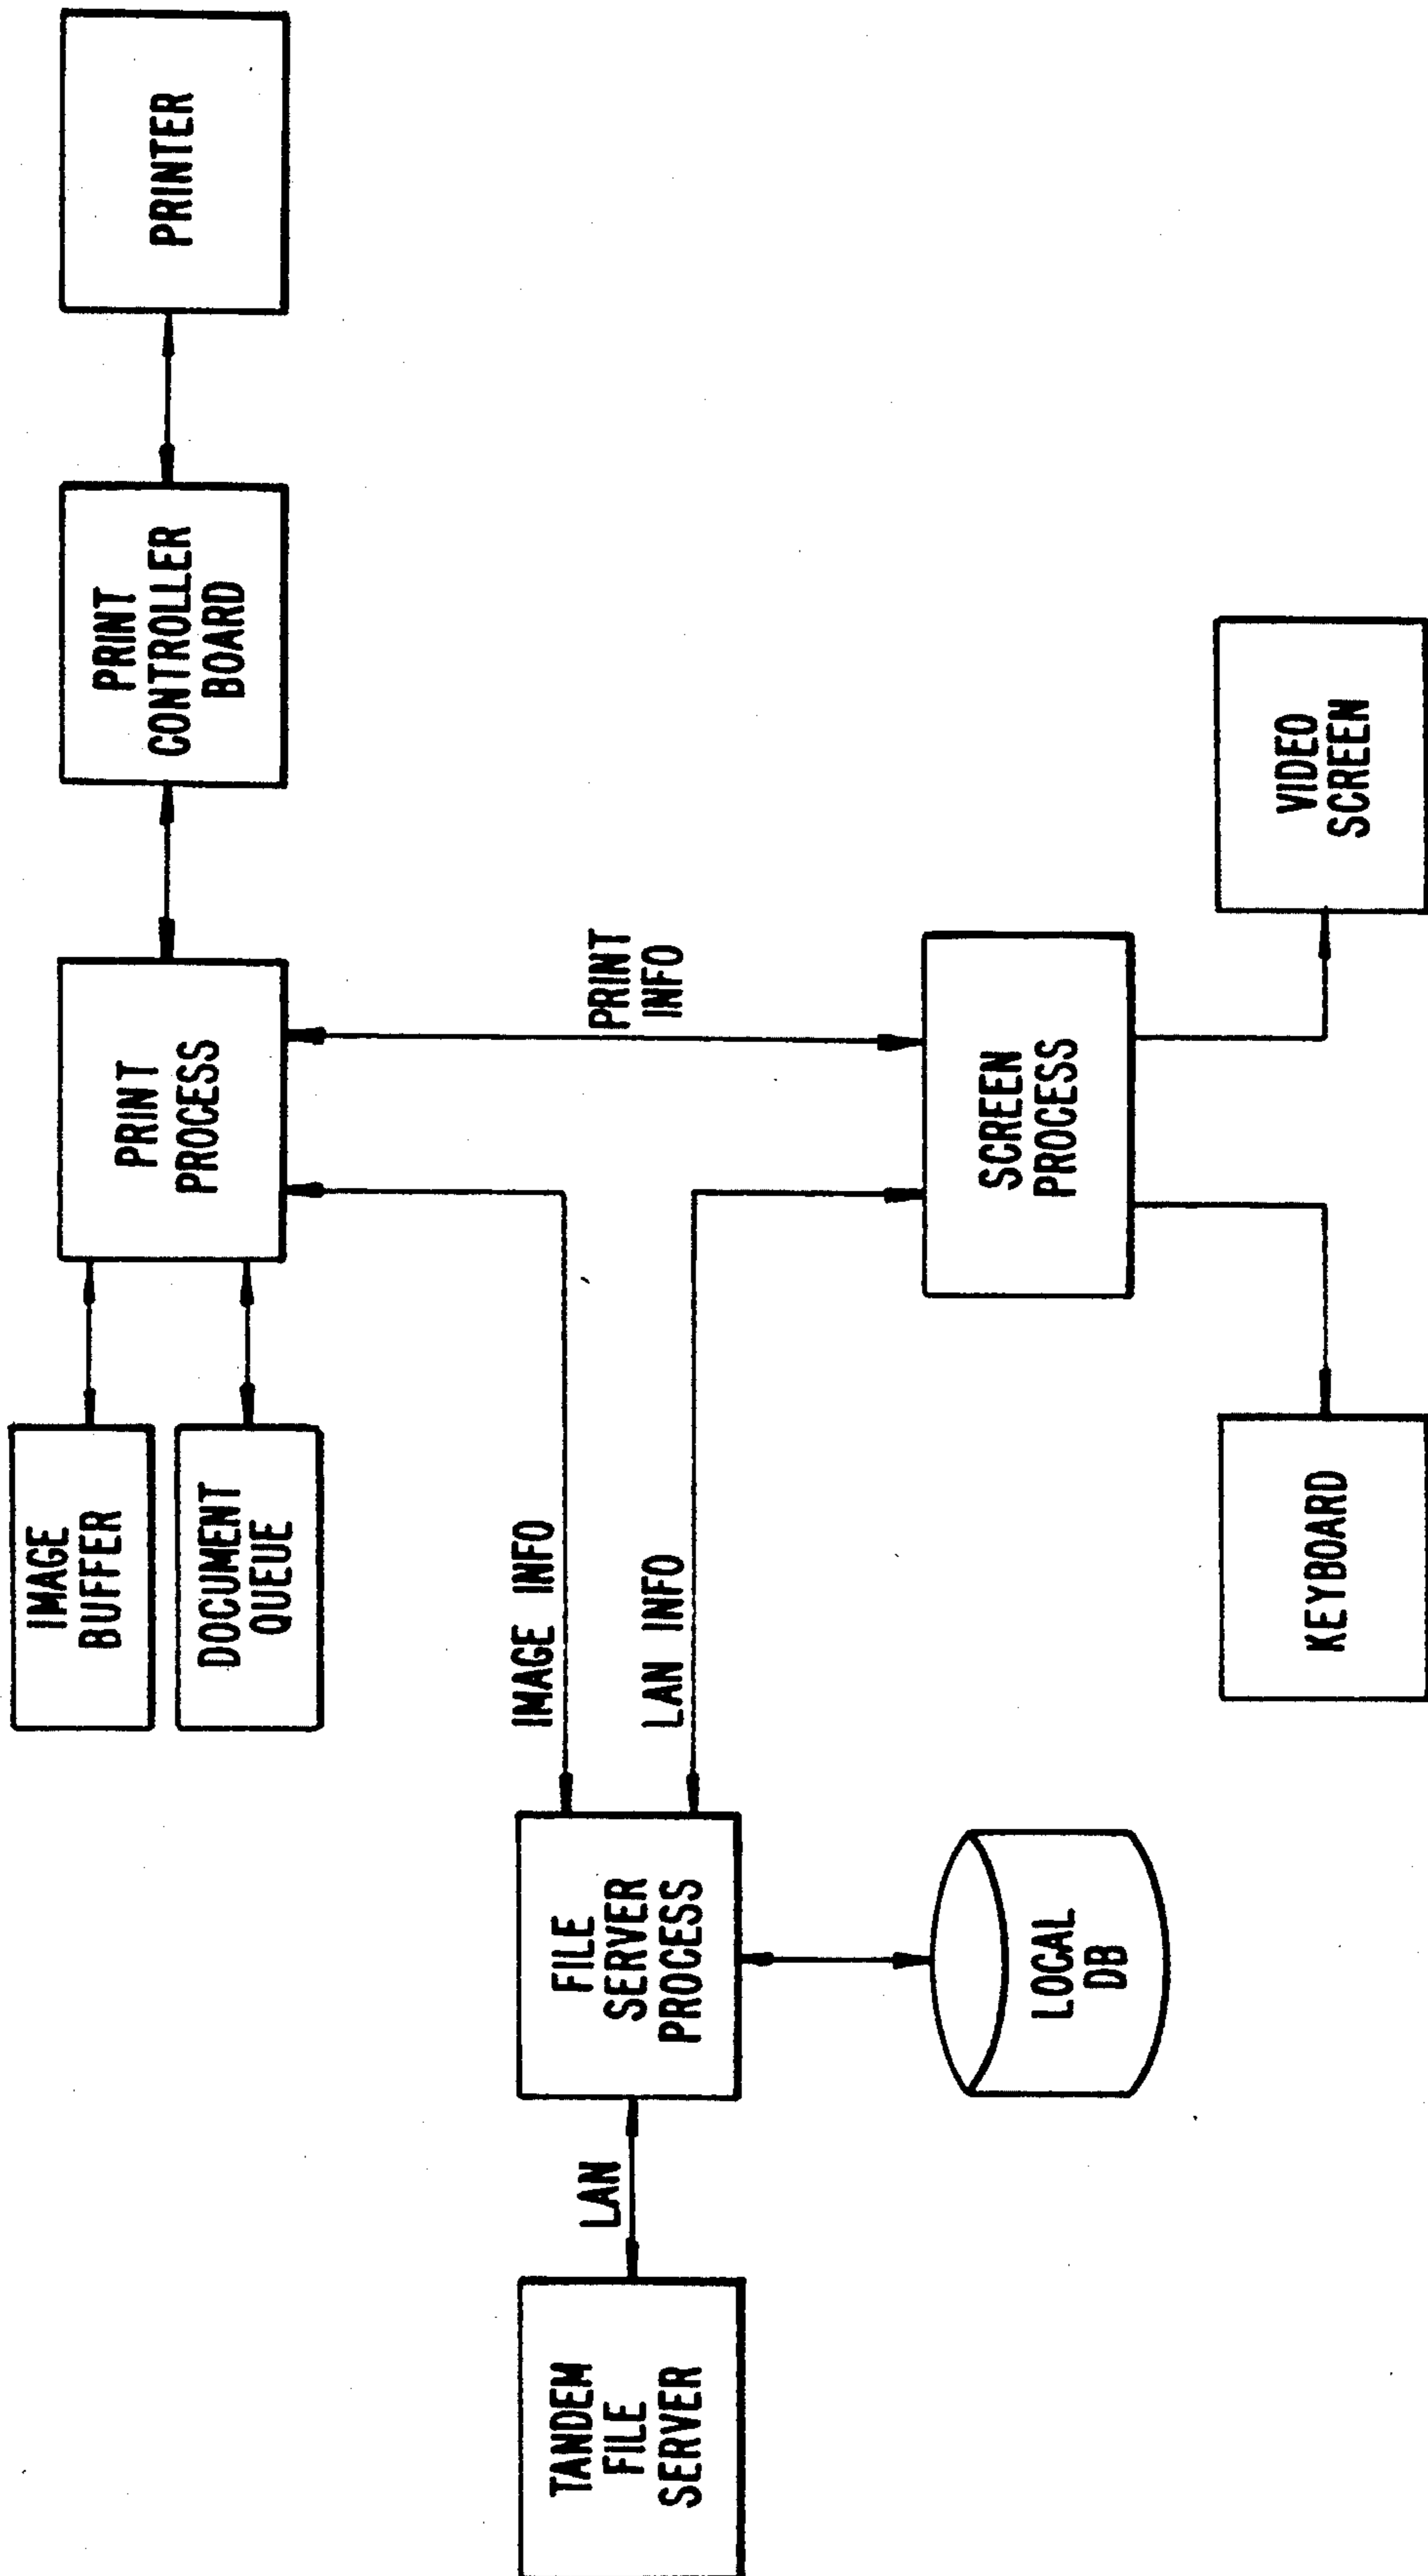 IMAGE
BUFFER
DOCUMENT
QUEUE
PRINT
PROCESS
PRINT
CONTROLLER
BOARD
PRINTER
IMAGE INFO
LAN INFO
PRINT
INFO
TANDEM
FILE
SERVER
LAN
FILE
SERVER
PROCESS
LOCAL
DB
SCREEN
PROCESS
KEYBOARD
VIDEO
SCREEN